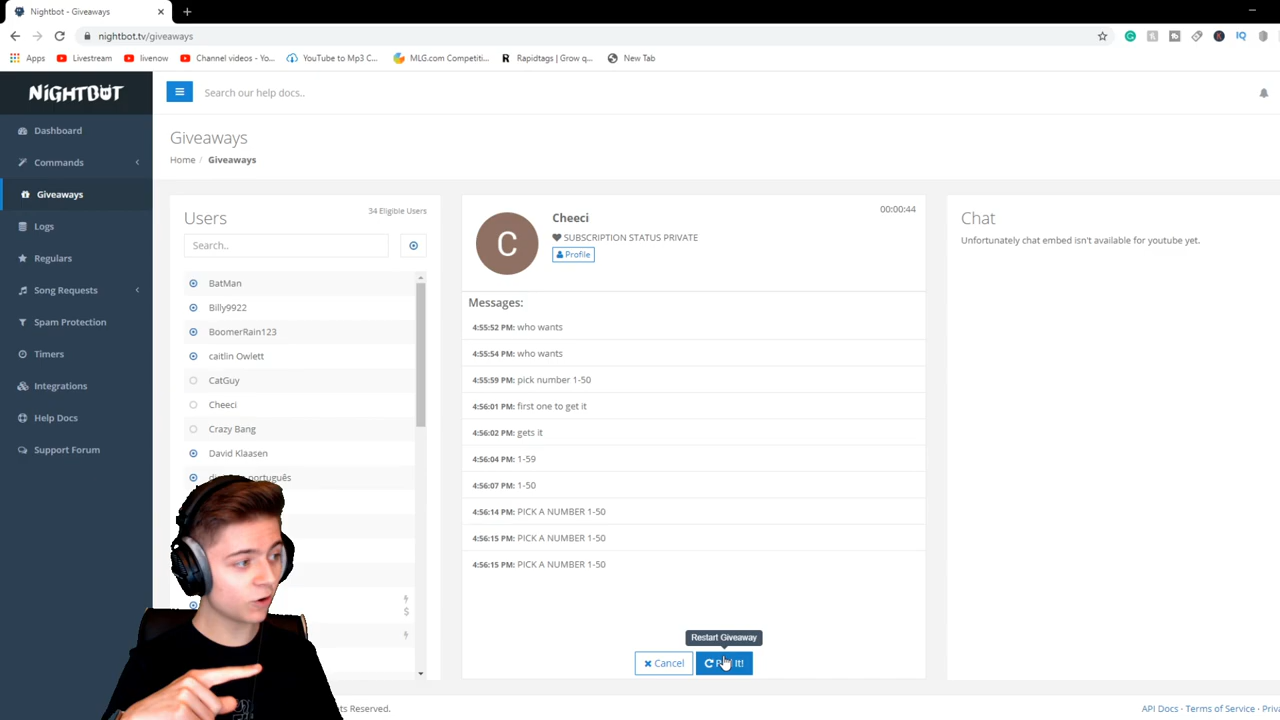 Nightbot - Giveaways
nightbot.tv/giveaways
Apps
Livestream
livenow
Channel videos - Yo...
YouTube to Mp3 C...
MLG.com Competiti...
Rapidtags | Grow q...
New Tab
NIGHTBOT
Search our help docs..
Dashboard
Commands
Giveaways
Logs
Regulars
Song Requests
Spam Protection
Timers
Integrations
Help Docs
Support Forum
Giveaways
Home / Giveaways
Users
34 Eligible Users
Search..
BatMan
Billy9922
BoomerRain123
caitlin Owlett
CatGuy
Cheeci
Crazy Bang
David Klaasen
português
C
Cheeci
SUBSCRIPTION STATUS PRIVATE
Profile
00:00:44
Messages:
4:55:52 PM: who wants
4:55:54 PM: who wants
4:55:59 PM: pick number 1-50
4:56:01 PM: first one to get it
4:56:02 PM: gets it
4:56:04 PM: 1-59
4:56:07 PM: 1-50
4:56:14 PM: PICK A NUMBER 1-50
4:56:15 PM: PICK A NUMBER 1-50
4:56:15 PM: PICK A NUMBER 1-50
Restart Giveaway
Cancel
It!
Chat
Unfortunately chat embed isn't available for youtube yet.
ts Reserved.
API Docs - Terms of Service - Priva